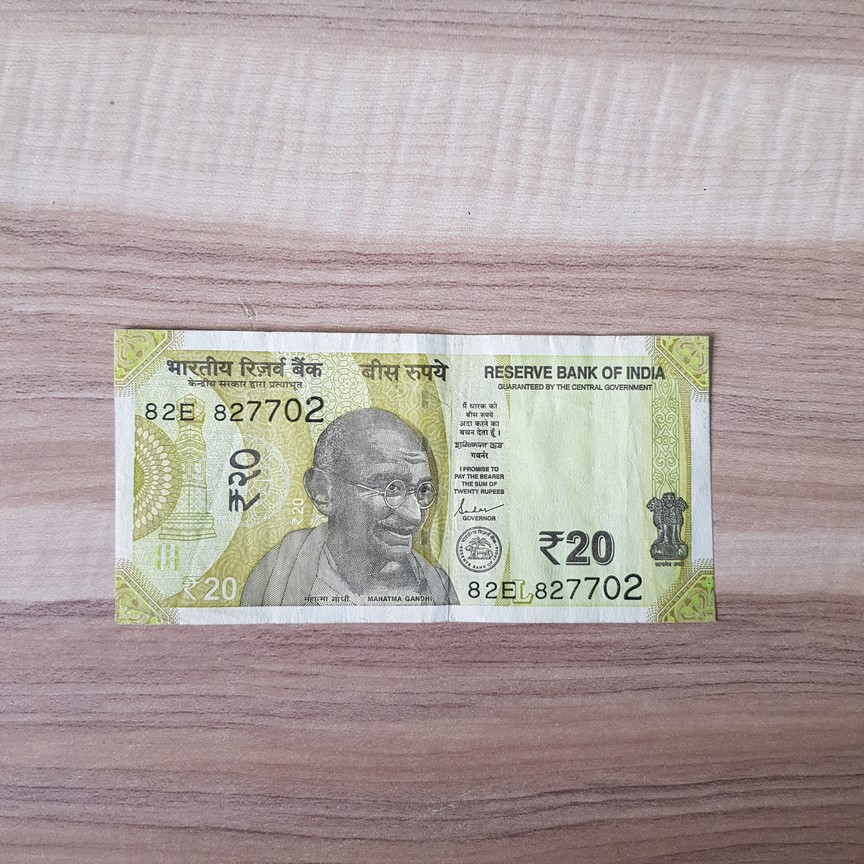 भारतीय रिज़र्व बैंक
केन्द्रीय सरकार द्वारा प्रत्याभूत
82E 827702
₹२०
₹20
₹20
महात्मा गांधी MAHATMA GANDHI
बीस रुपये
मैं धारक को
बीस रुपये
अदा करने का
वचन देता हूँ ।
शक्तिकान्त दास
गवर्नर
I PROMISE TO
PAY THE BEARER
THE SUM OF
TWENTY RUPEES
GOVERNOR
RESERVE BANK OF INDIA
GUARANTEED BY THE CENTRAL GOVERNMENT
₹20
सत्यमेव जयते
82E L 827702